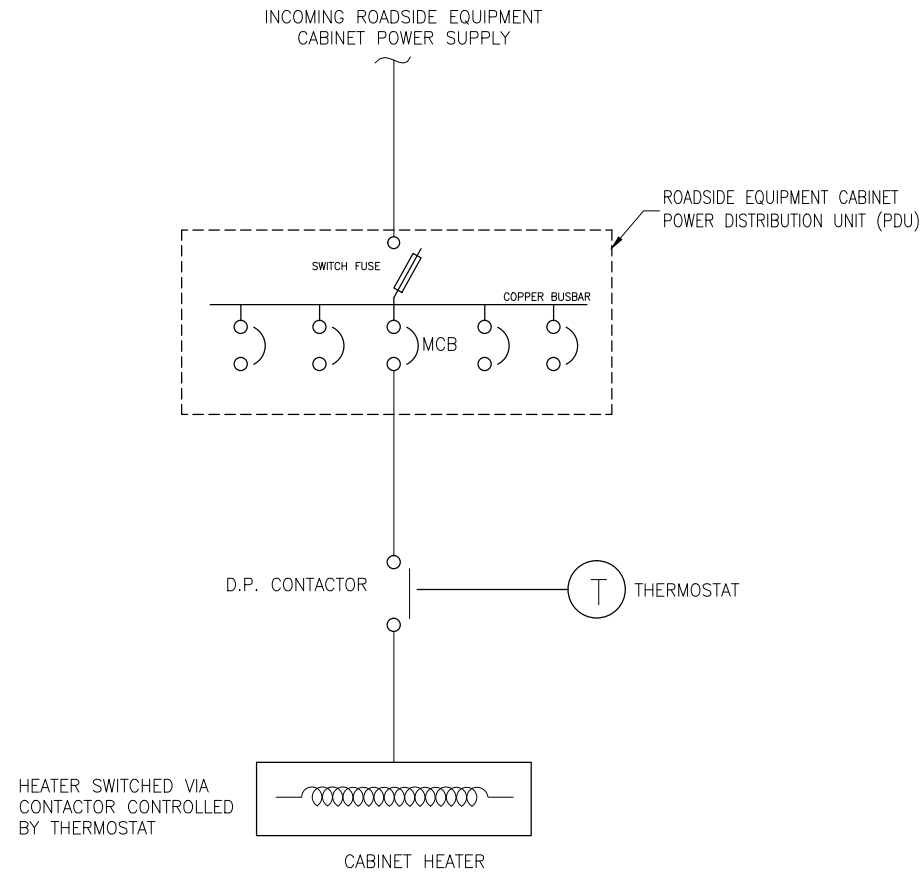 INCOMING ROADSIDE EQUIPMENT
CABINET POWER SUPPLY
ROADSIDE EQUIPMENT CABINET
POWER DISTRIBUTION UNIT (PDU)
SWITCH FUSE
COPPER BUSBAR
MCB
D.P. CONTACTOR
T
THERMOSTAT
HEATER SWITCHED VIA
CONTACTOR CONTROLLED
BY THERMOSTAT
CABINET HEATER